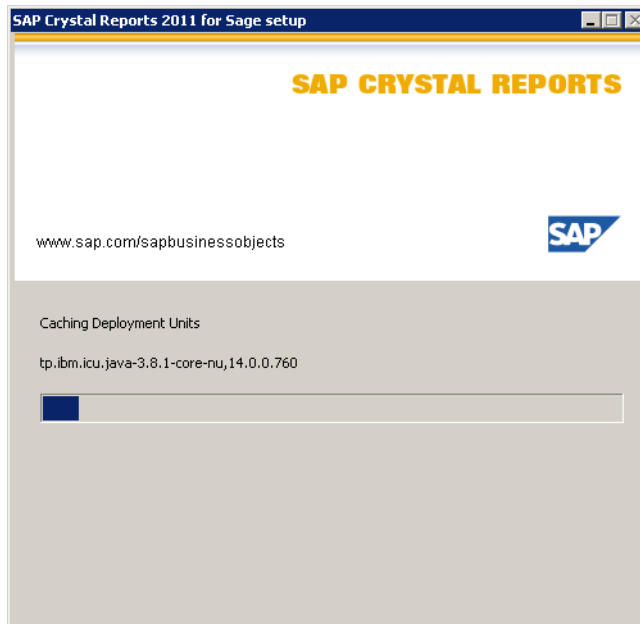 SAP Crystal Reports 2011 for Sage setup
SAP CRYSTAL REPORTS
www.sap.com/sapbusinessobjects
SAP
Caching Deployment Units
tp.ibm.icu.java-3.8.1-core-nu,14.0.0.760